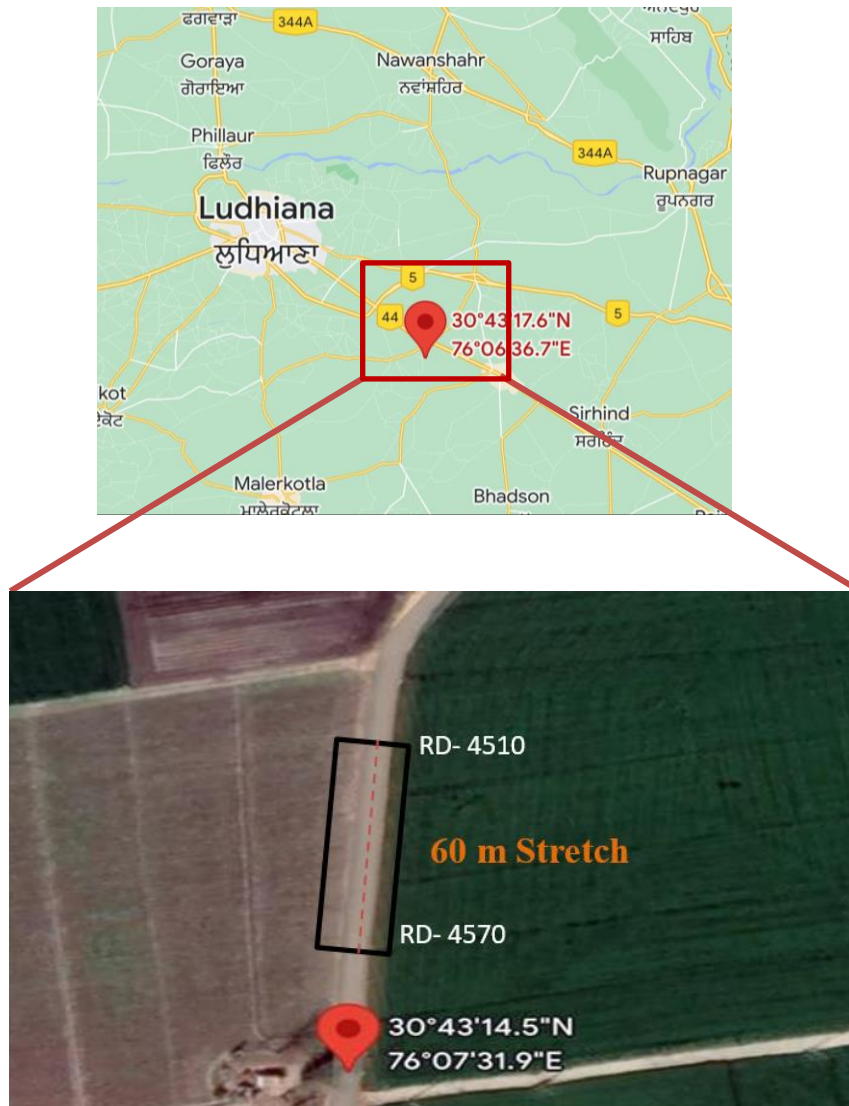 ਫਗਵਾੜਾ
344A
ਸਾਹਿਬ
Goraya
ਗੋਰਾਇਆ
Nawanshahr
ਨਵਾਂਸ਼ਹਿਰ
Phillaur
ਫਿਲੌਰ
344A
Rupnagar
ਰੂਪਨਗਰ
Ludhiana
ਲੁਧਿਆਣਾ
5
44
30°43'17.6"N
76°06'36.7"E
5
kot
Sirhind
ਸਰਹਿੰਦ
Malerkotla
ਮਾਲੇਰਕੋਟਲਾ
Bhadson
RD- 4510
60 m Stretch
RD- 4570
30°43'14.5"N
76°07'31.9"E